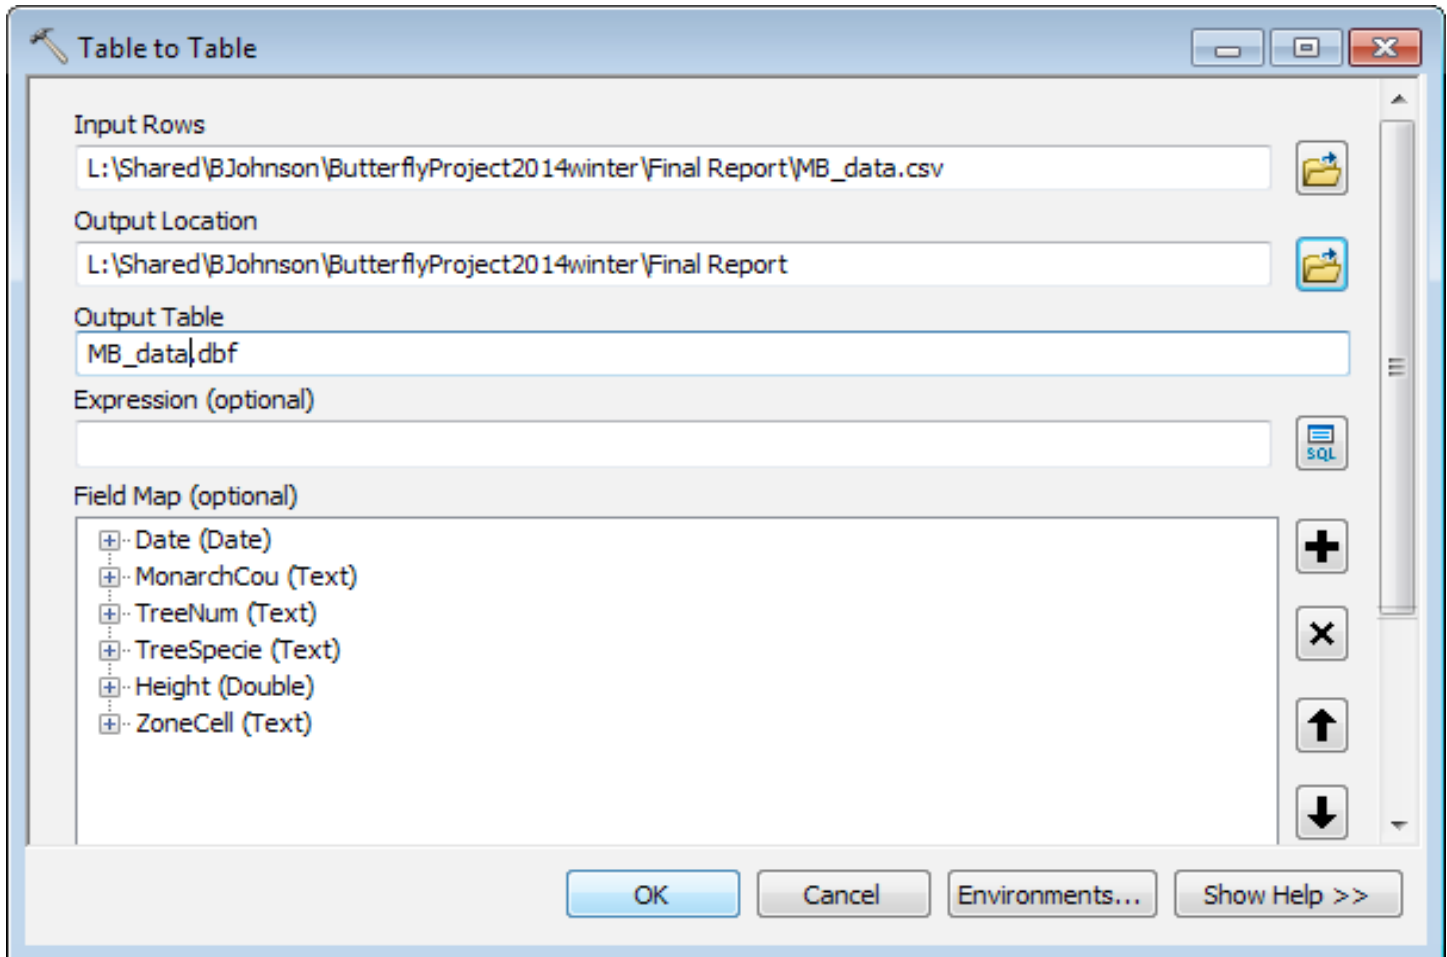 Table to Table
Input Rows
L:\Shared\BJohnson\ButterflyProject2014winter\Final Report\MB_data.csv
Output Location
L:\Shared\BJohnson\ButterflyProject2014winter\Final Report
Output Table
MB_data.dbf
Expression (optional)
SQL
Field Map (optional)
Date (Date)
MonarchCou (Text)
TreeNum (Text)
TreeSpecie (Text)
Height (Double)
ZoneCell (Text)
OK Cancel Environments... Show Help >>